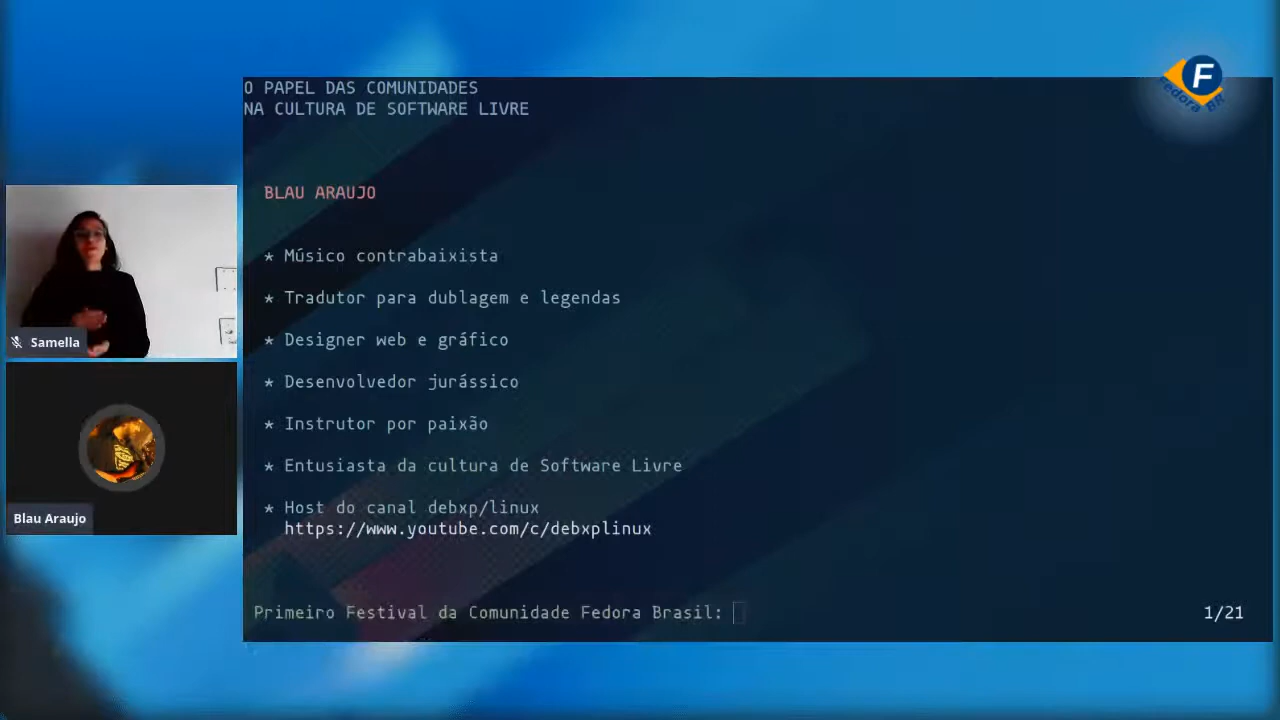 O PAPEL DAS COMUNIDADES
NA CULTURA DE SOFTWARE LIVRE
F
Fedora BR
BLAU ARAUJO
* Músico contrabaixista
* Tradutor para dublagem e legendas
* Designer web e gráfico
* Desenvolvedor jurássico
* Instrutor por paixão
* Entusiasta da cultura de Software Livre
* Host do canal debxp/linux
https://www.youtube.com/c/debxplinux
Primeiro Festival da Comunidade Fedora Brasil:
1/21
Samella
Blau Araujo